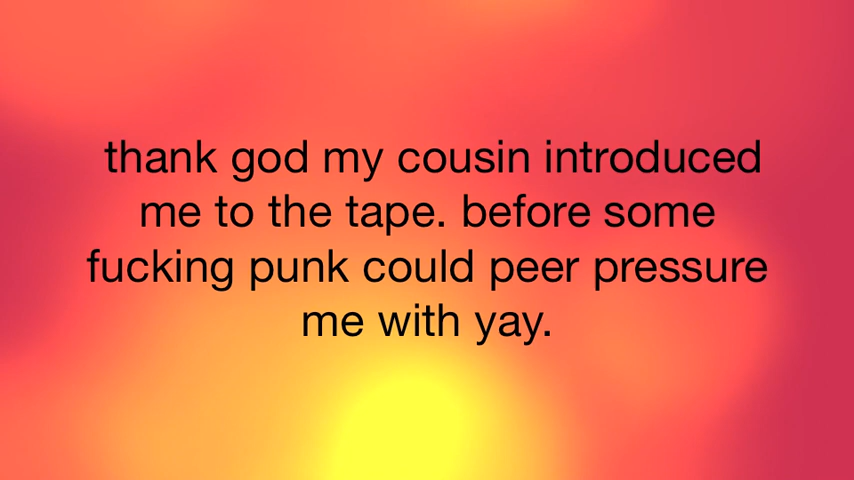 thank god my cousin introduced
me to the tape. before some
fucking punk could peer pressure
me with yay.